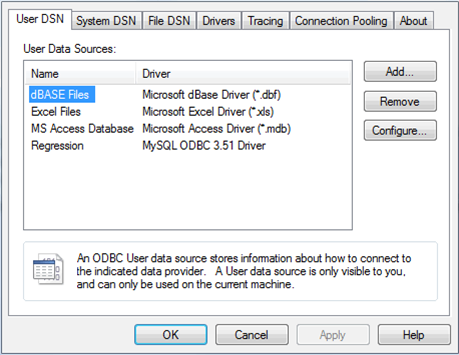 User DSN System DSN File DSN Drivers Tracing Connection Pooling About
User Data Sources:
Name Driver
dBASE Files Microsoft dBase Driver (*.dbf)
Excel Files Microsoft Excel Driver (*.xls)
MS Access Database Microsoft Access Driver (*.mdb)
Regression MySQL ODBC 3.51 Driver
Add...
Remove
Configure...
An ODBC User data source stores information about how to connect to
the indicated data provider. A User data source is only visible to you,
and can only be used on the current machine.
OK Cancel Apply Help